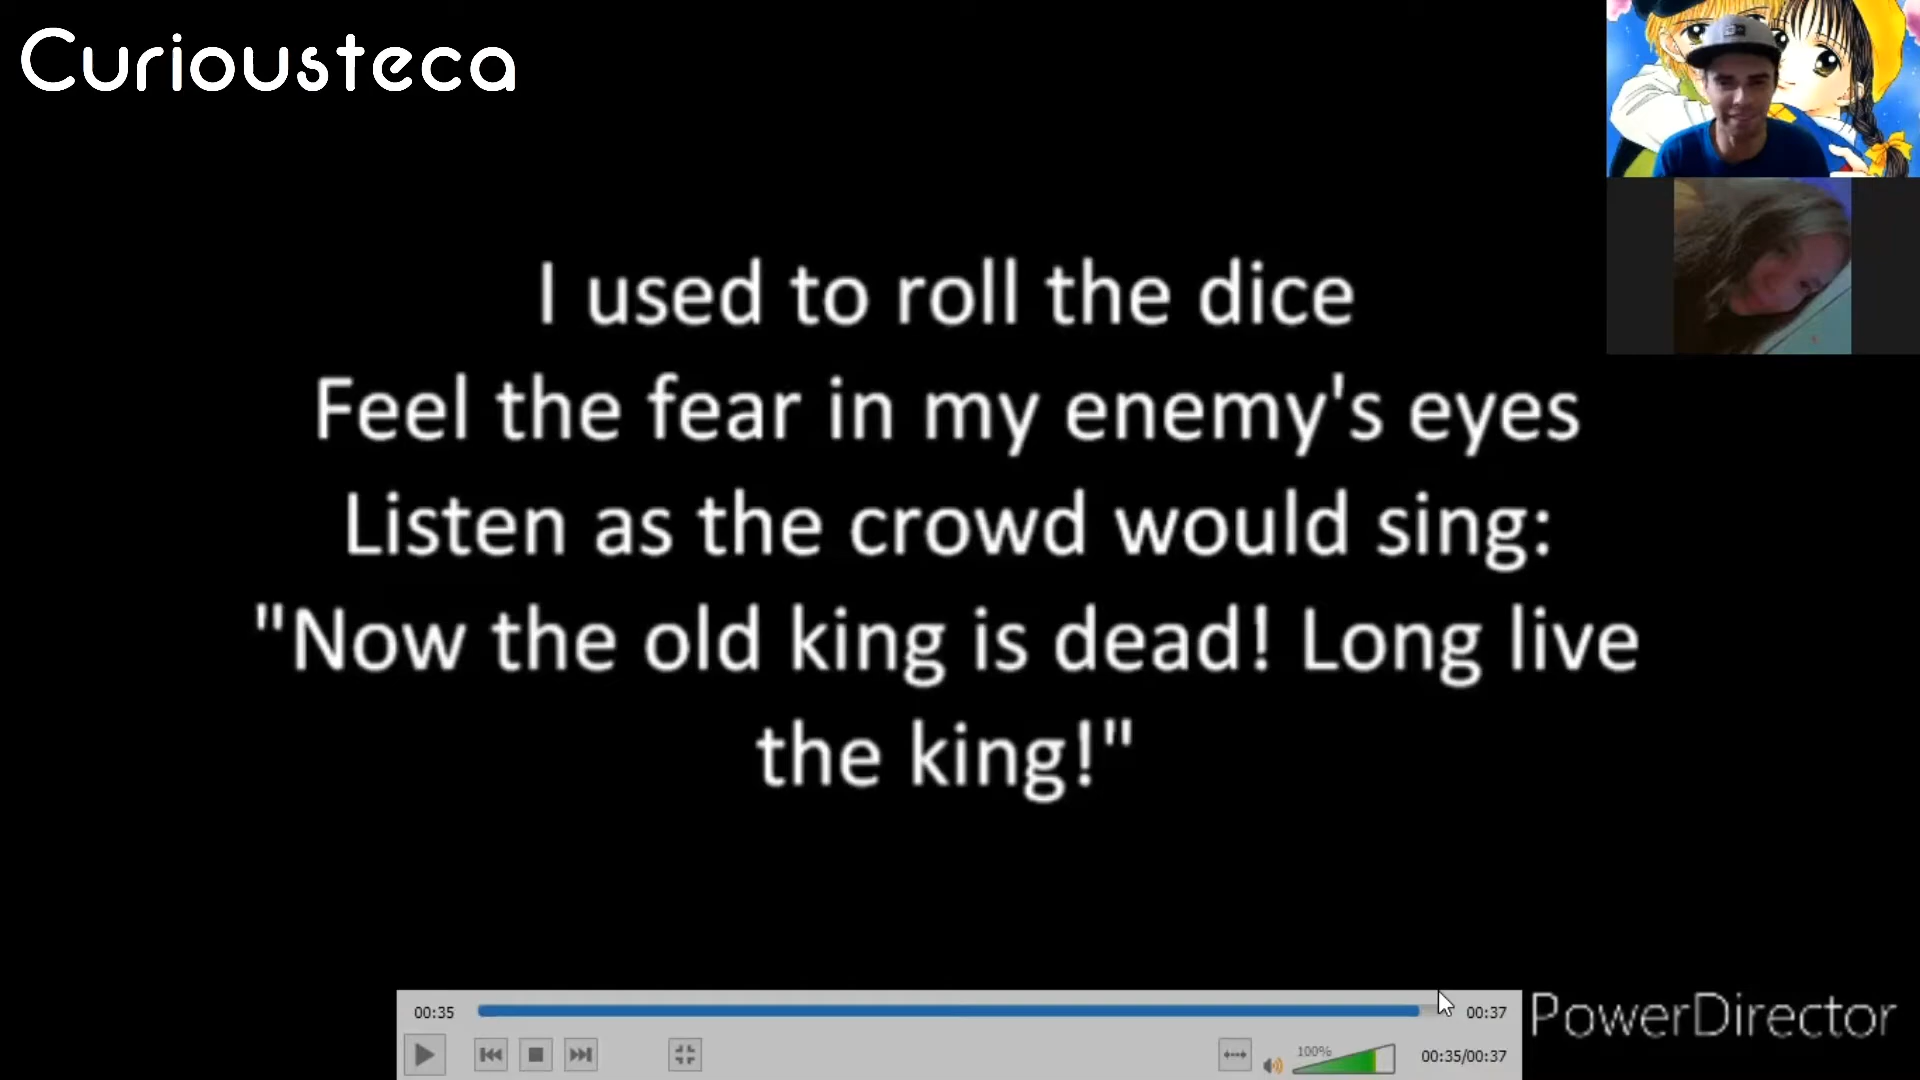 Curiousteca
I used to roll the dice
Feel the fear in my enemy's eyes
Listen as the crowd would sing:
"Now the old king is dead! Long live
the king!"
00:35
00:37
100%
00:35/00:37
PowerDirector